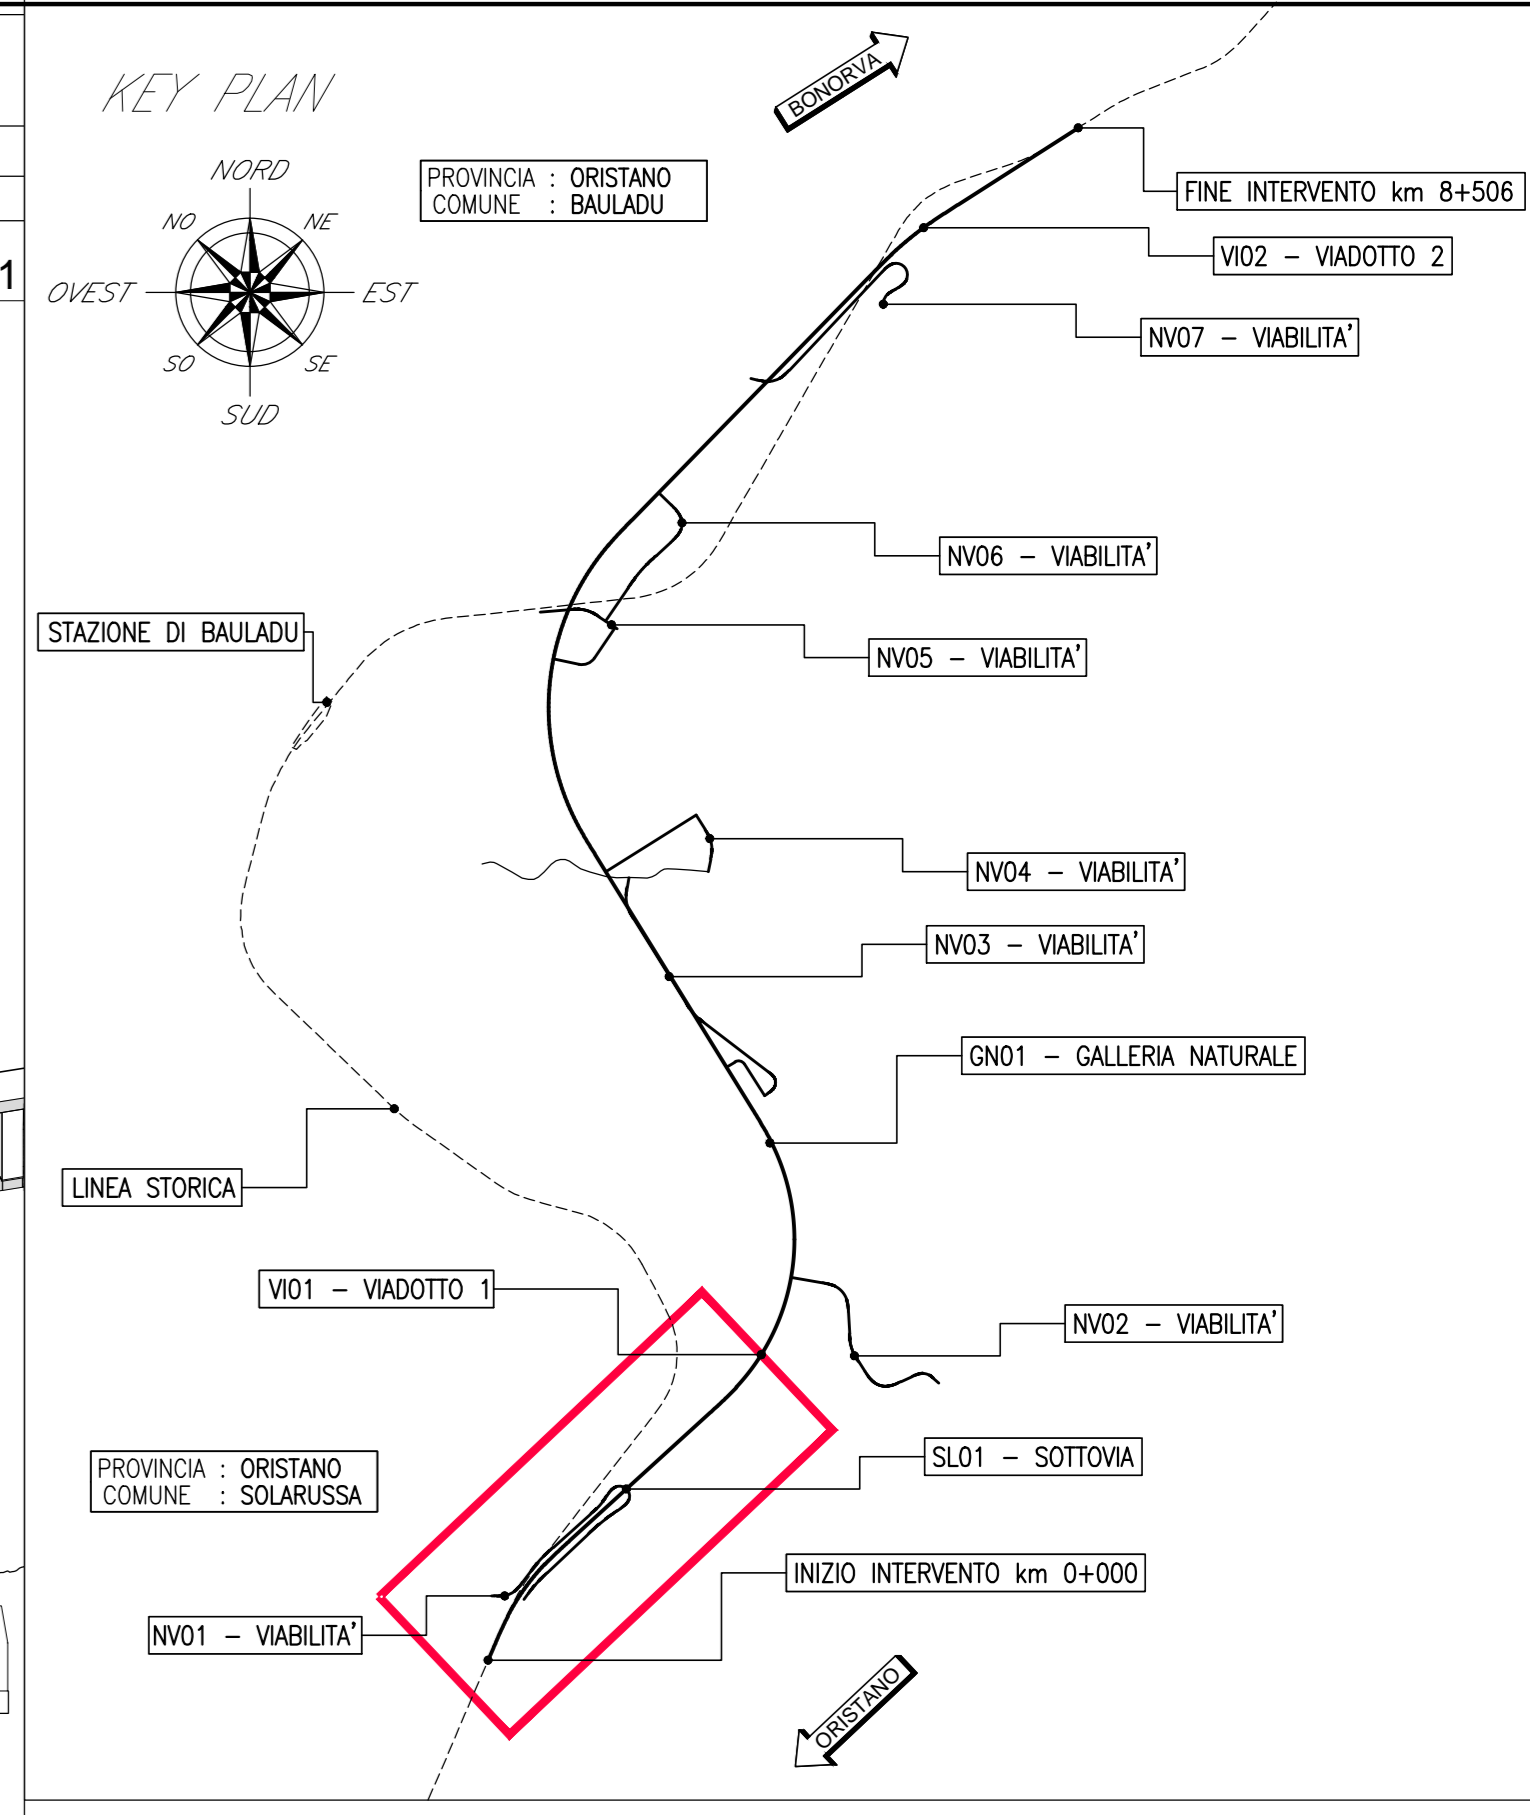 KEY PLAN
BONORVA
NORD
NO
NE
OVEST
EST
SO
SE
SUD
PROVINCIA : ORISTANO
COMUNE : BAULADU
1
FINE INTERVENTO km 8+506
VI02 - VIADOTTO 2
NV07 - VIABILITA'
NV06 - VIABILITA'
STAZIONE DI BAULADU
NV05 - VIABILITA'
NV04 - VIABILITA'
NV03 - VIABILITA'
GN01 - GALLERIA NATURALE
LINEA STORICA
VI01 - VIADOTTO 1
NV02 - VIABILITA'
SL01 - SOTTOVIA
PROVINCIA : ORISTANO
COMUNE : SOLARUSSA
INIZIO INTERVENTO km 0+000
NV01 - VIABILITA'
ORISTANO